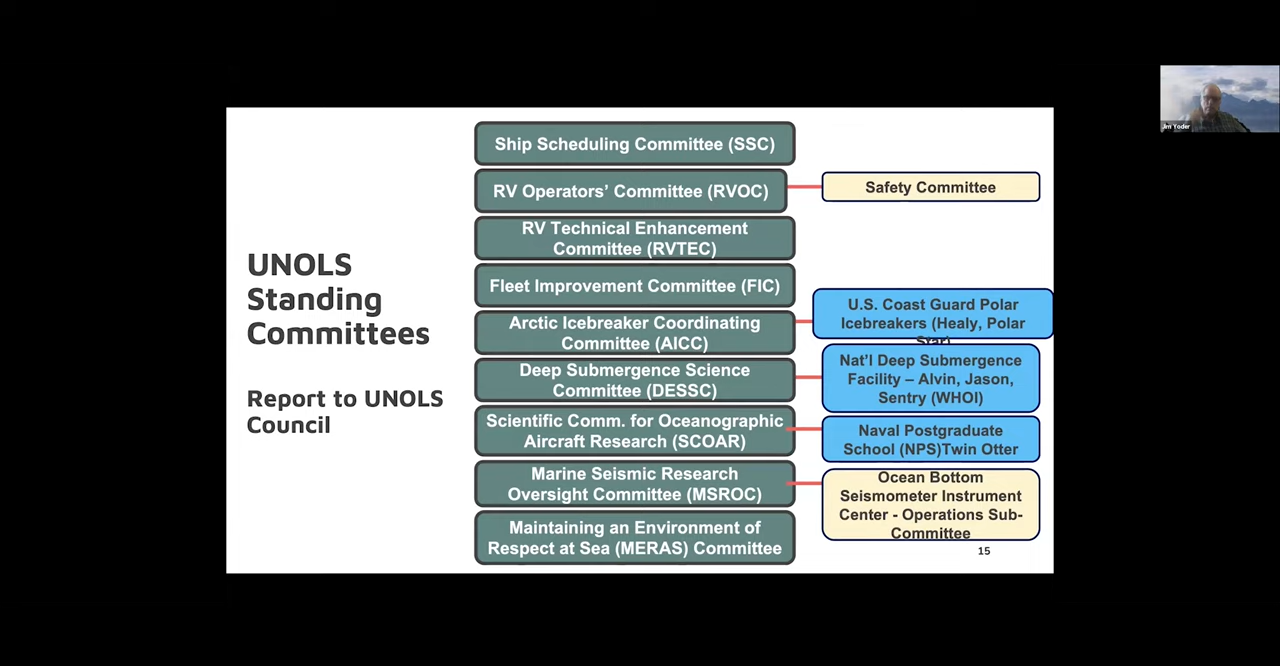 UNOLS
Standing
Committees
Report to UNOLS
Council
Ship Scheduling Committee (SSC)
RV Operators' Committee (RVOC)
Safety Committee
RV Technical Enhancement
Committee (RVTEC)
Fleet Improvement Committee (FIC)
Arctic Icebreaker Coordinating
Committee (AICC)
U.S. Coast Guard Polar
Icebreakers (Healy, Polar
Star)
Deep Submergence Science
Committee (DESSC)
Nat'l Deep Submergence
Facility – Alvin, Jason,
Sentry (WHOI)
Scientific Comm. for Oceanographic
Aircraft Research (SCOAR)
Naval Postgraduate
School (NPS)Twin Otter
Marine Seismic Research
Oversight Committee (MSROC)
Ocean Bottom
Seismometer Instrument
Center - Operations Sub-
Committee
Maintaining an Environment of
Respect at Sea (MERAS) Committee
15
Jim Yoder